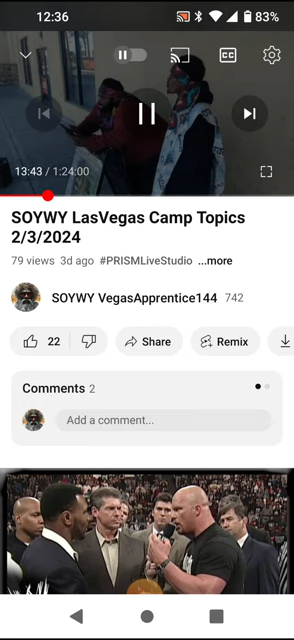 12:36
83%
CC
13:43 / 1:24:00
SOYWY LasVegas Camp Topics
2/3/2024
79 views 3d ago #PRISMLiveStudio ...more
SOYWY VegasApprentice144 742
22 Share Remix
Comments 2
Add a comment...